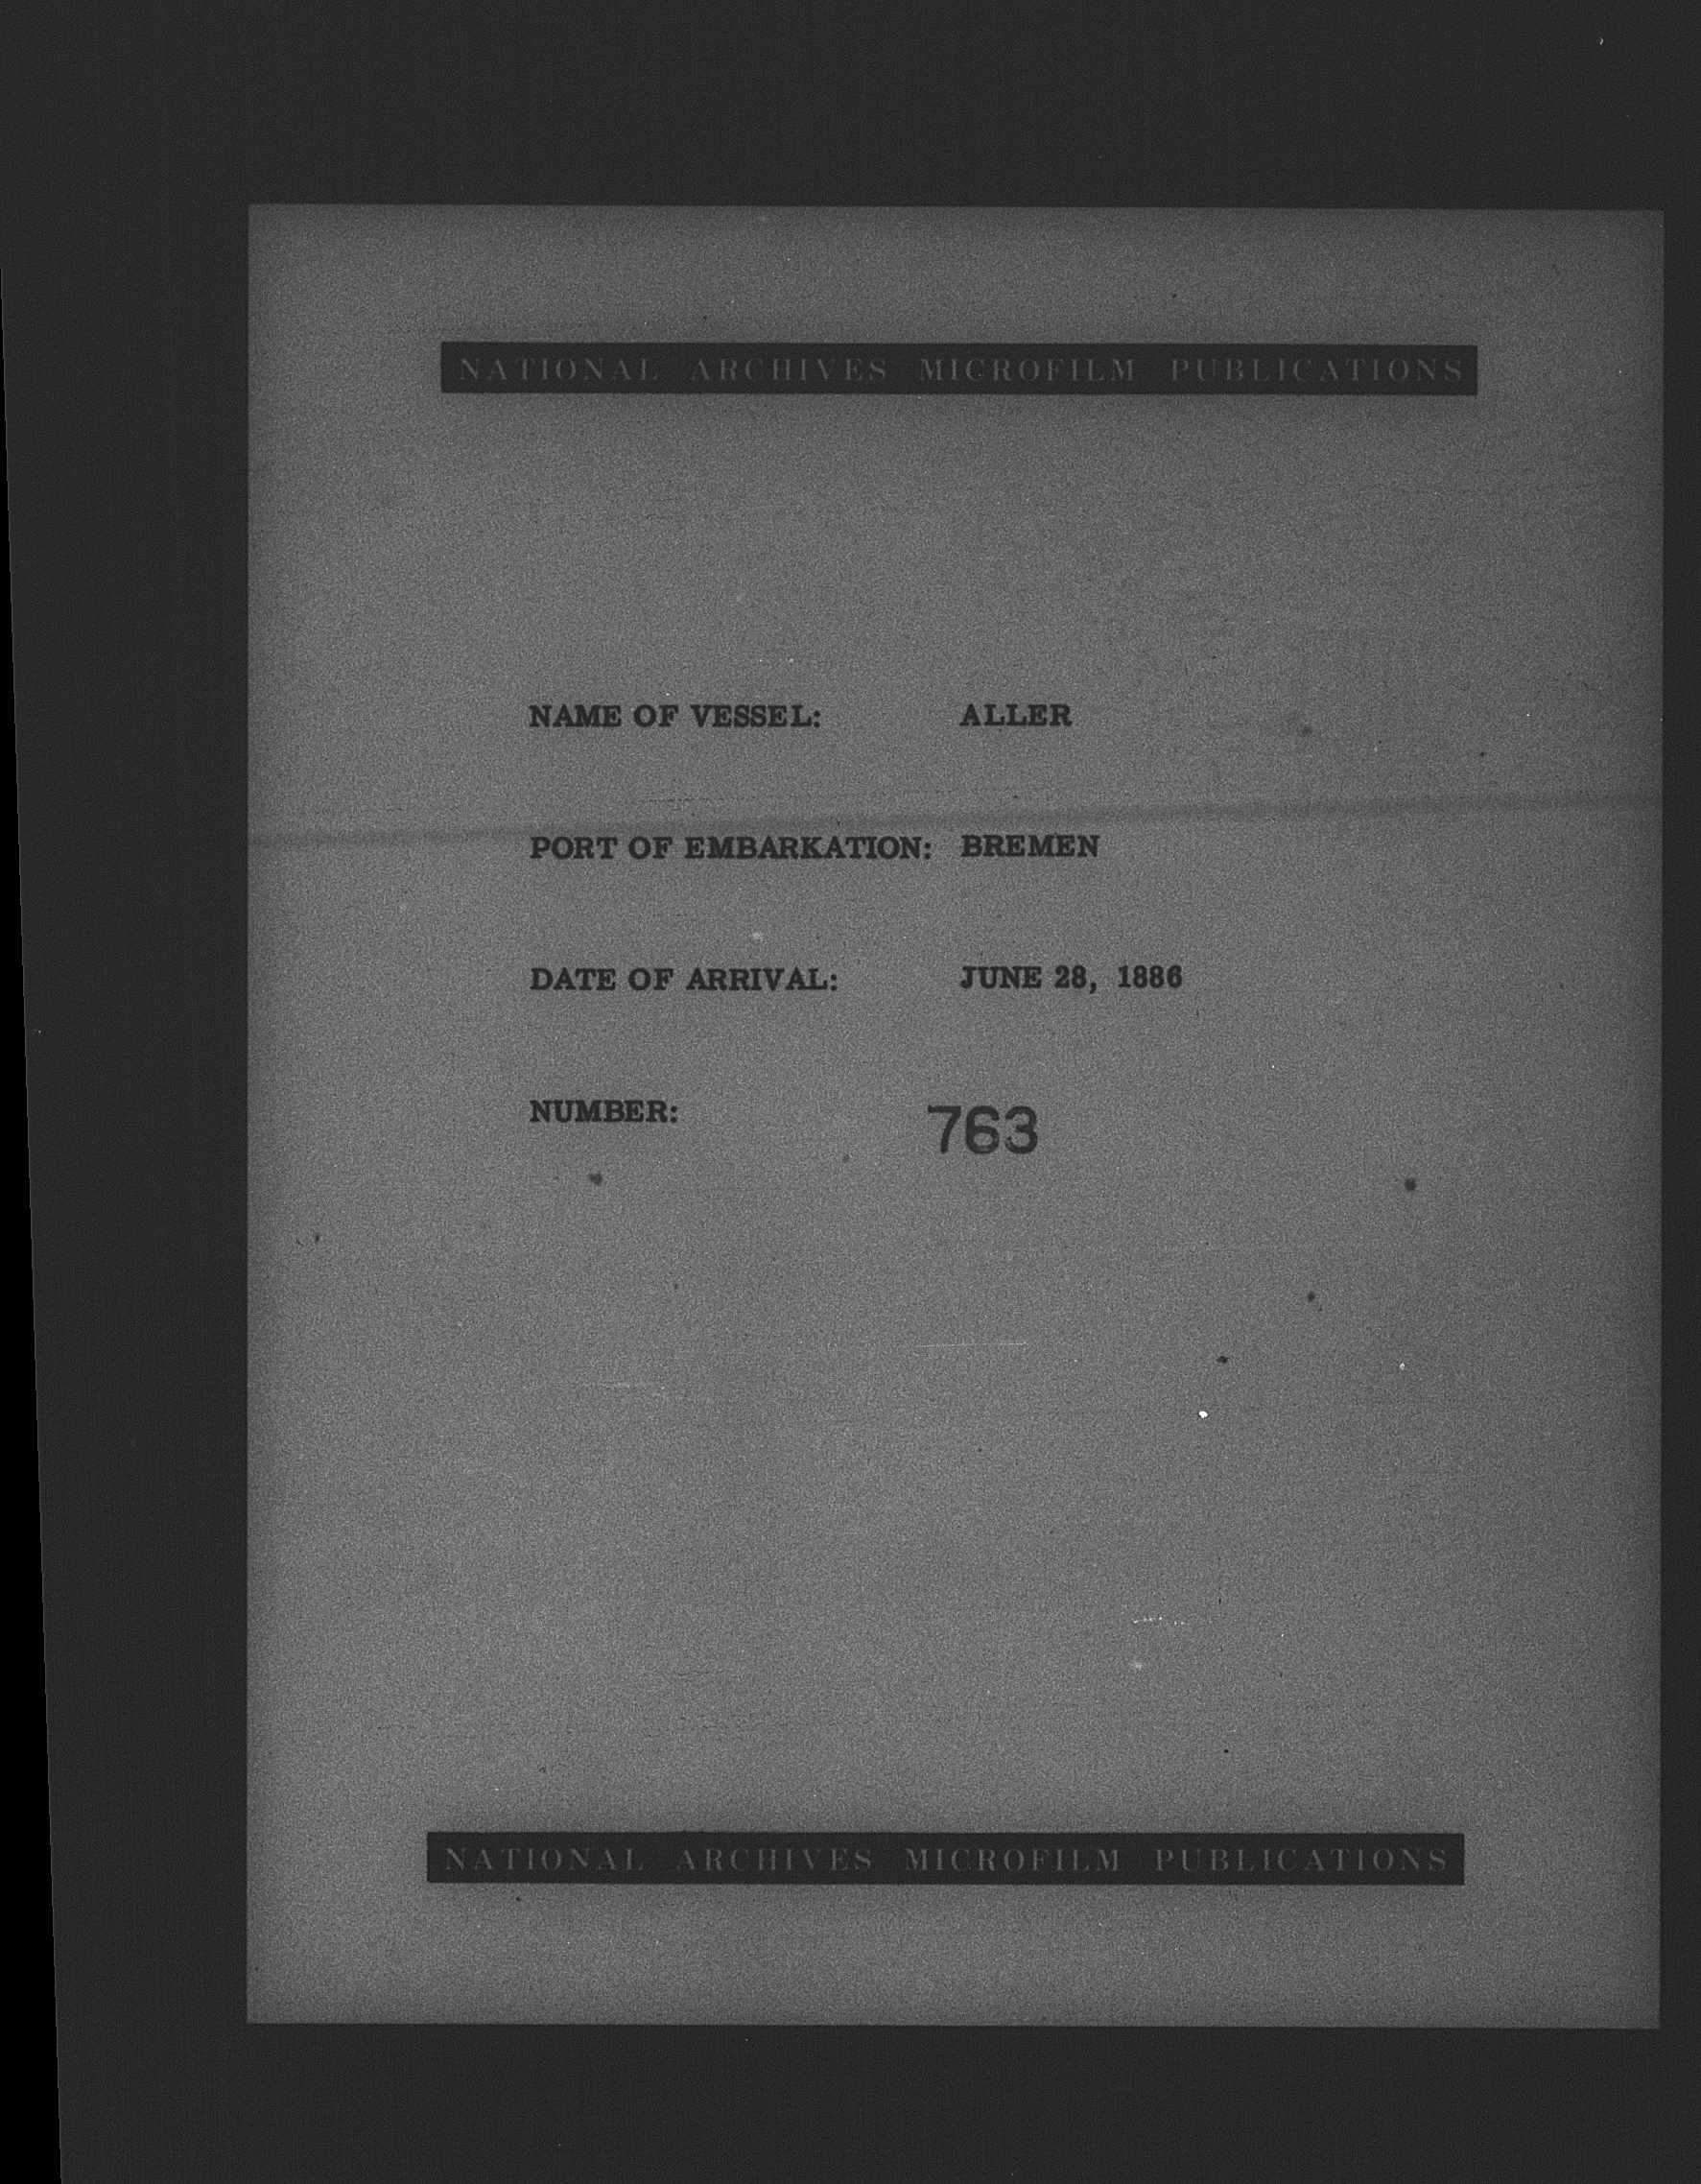 NATIONAL ARCHIVES MICROFILM PUBLICATIONS
NAME OF VESSEL: ALLER
PORT OF EMBARKATION: BREMEN
DATE OF ARRIVAL: JUNE 28, 1886
NUMBER: 763
NATIONAL ARCHIVES MICROFILM PUBLICATIONS